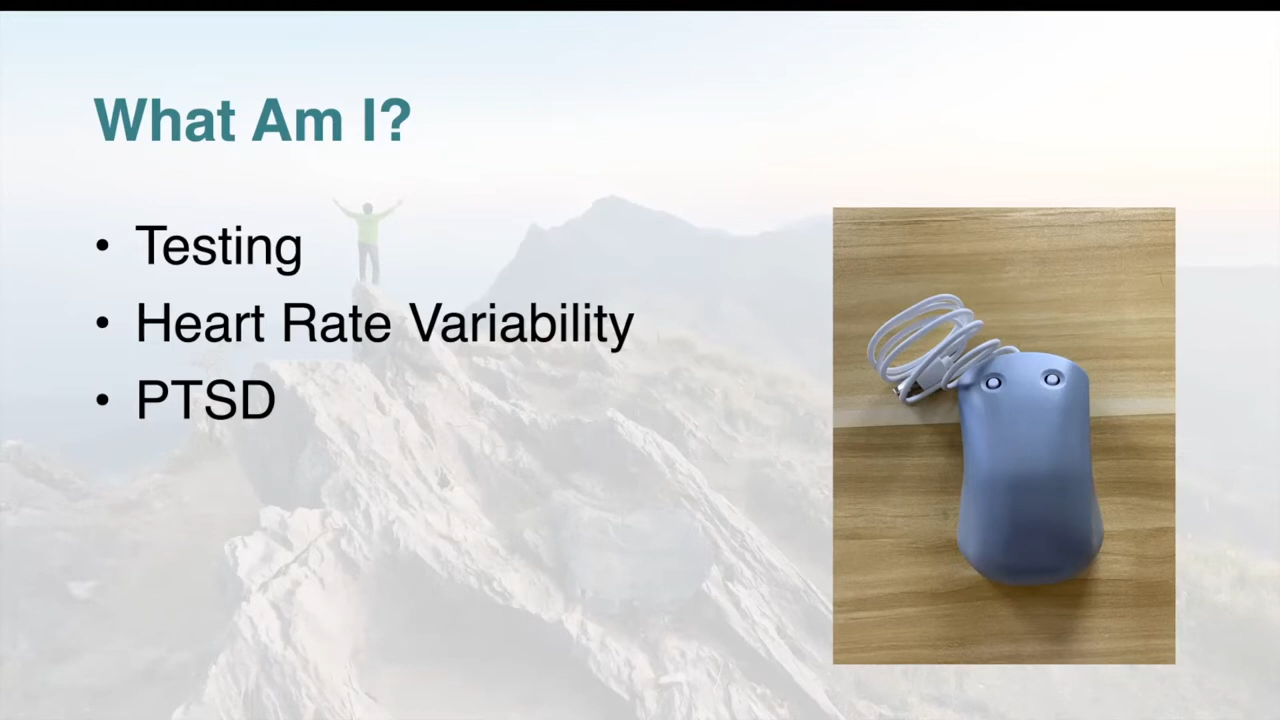 What Am I?
• Testing
• Heart Rate Variability
• PTSD